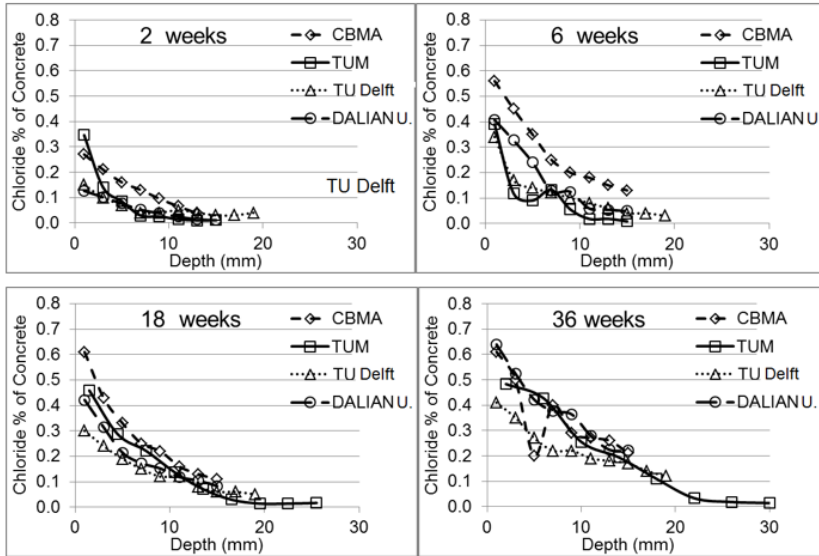 2 weeks
CBMA
TUM
TU Delft
DALIAN U.
TU Delft
Chloride % of Concrete
0.8
0.7
0.6
0.5
0.4
0.3
0.2
0.1
0.0
0 10 20 30
Depth (mm)
6 weeks
CBMA
TUM
TU Delft
DALIAN U.
Chloride % of Concrete
0.8
0.7
0.6
0.5
0.4
0.3
0.2
0.1
0.0
0 10 20 30
Depth (mm)
18 weeks
CBMA
TUM
TU Delft
DALIAN U.
Chloride % of Concrete
0.8
0.7
0.6
0.5
0.4
0.3
0.2
0.1
0.0
0 10 20 30
Depth (mm)
36 weeks
CBMA
TUM
TU Delft
DALIAN U.
Chloride % of Concrete
0.8
0.7
0.6
0.5
0.4
0.3
0.2
0.1
0.0
0 10 20 30
Depth (mm)